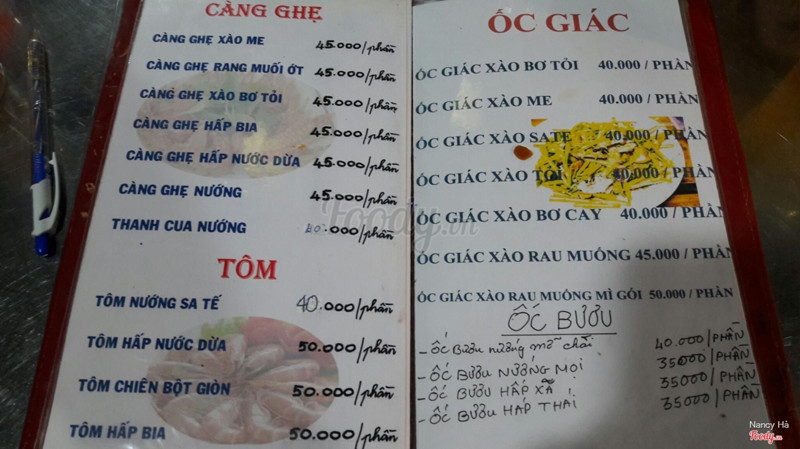 CÀNG GHẸ
CÀNG GHẸ XÀO ME 45.000/phần
CÀNG GHẸ RANG MUỐI ỚT 45.000/phần
CÀNG GHẸ XÀO BƠ TỎI 45.000/phần
CÀNG GHẸ HẤP BIA 45.000/phần
CÀNG GHẸ HẤP NƯỚC DỪA 45.000/phần
CÀNG GHẸ NƯỚNG 45.000/phần
THANH CUA NƯỚNG 40.000/phần
TÔM
TÔM NƯỚNG SA TẾ 40.000/phần
TÔM HẤP NƯỚC DỪA 50.000/phần
TÔM CHIÊN BỘT GIÒN 50.000/phần
TÔM HẤP BIA 50.000/phần
ỐC GIÁC
ỐC GIÁC XÀO BƠ TỎI 40.000 / PHẦN
ỐC GIÁC XÀO ME 40.000 / PHẦN
ỐC GIÁC XÀO SATE 40.000 / PHẦN
ỐC GIÁC XÀO TỎI 40.000 / PHẦN
ỐC GIÁC XÀO BƠ CAY 40.000 / PHẦN
ỐC GIÁC XÀO RAU MUỐNG 45.000 / PHẦN
ỐC GIÁC XÀO RAU MUỐNG MÌ GÓI 50.000 / PHẦN
ỐC BƯƠU
- ỐC Bươu nướng mỡ chài 40.000/PHẦN
- ỐC BƯƠU NƯỚNG MỌI 35000/PHẦN
- ỐC BƯƠU HẤP XẢ 35000/PHẦN
- ỐC BƯƠU HẤP THÁI 35000/PHẦN
Foody.vn
Nancy Hà
Foody.vn